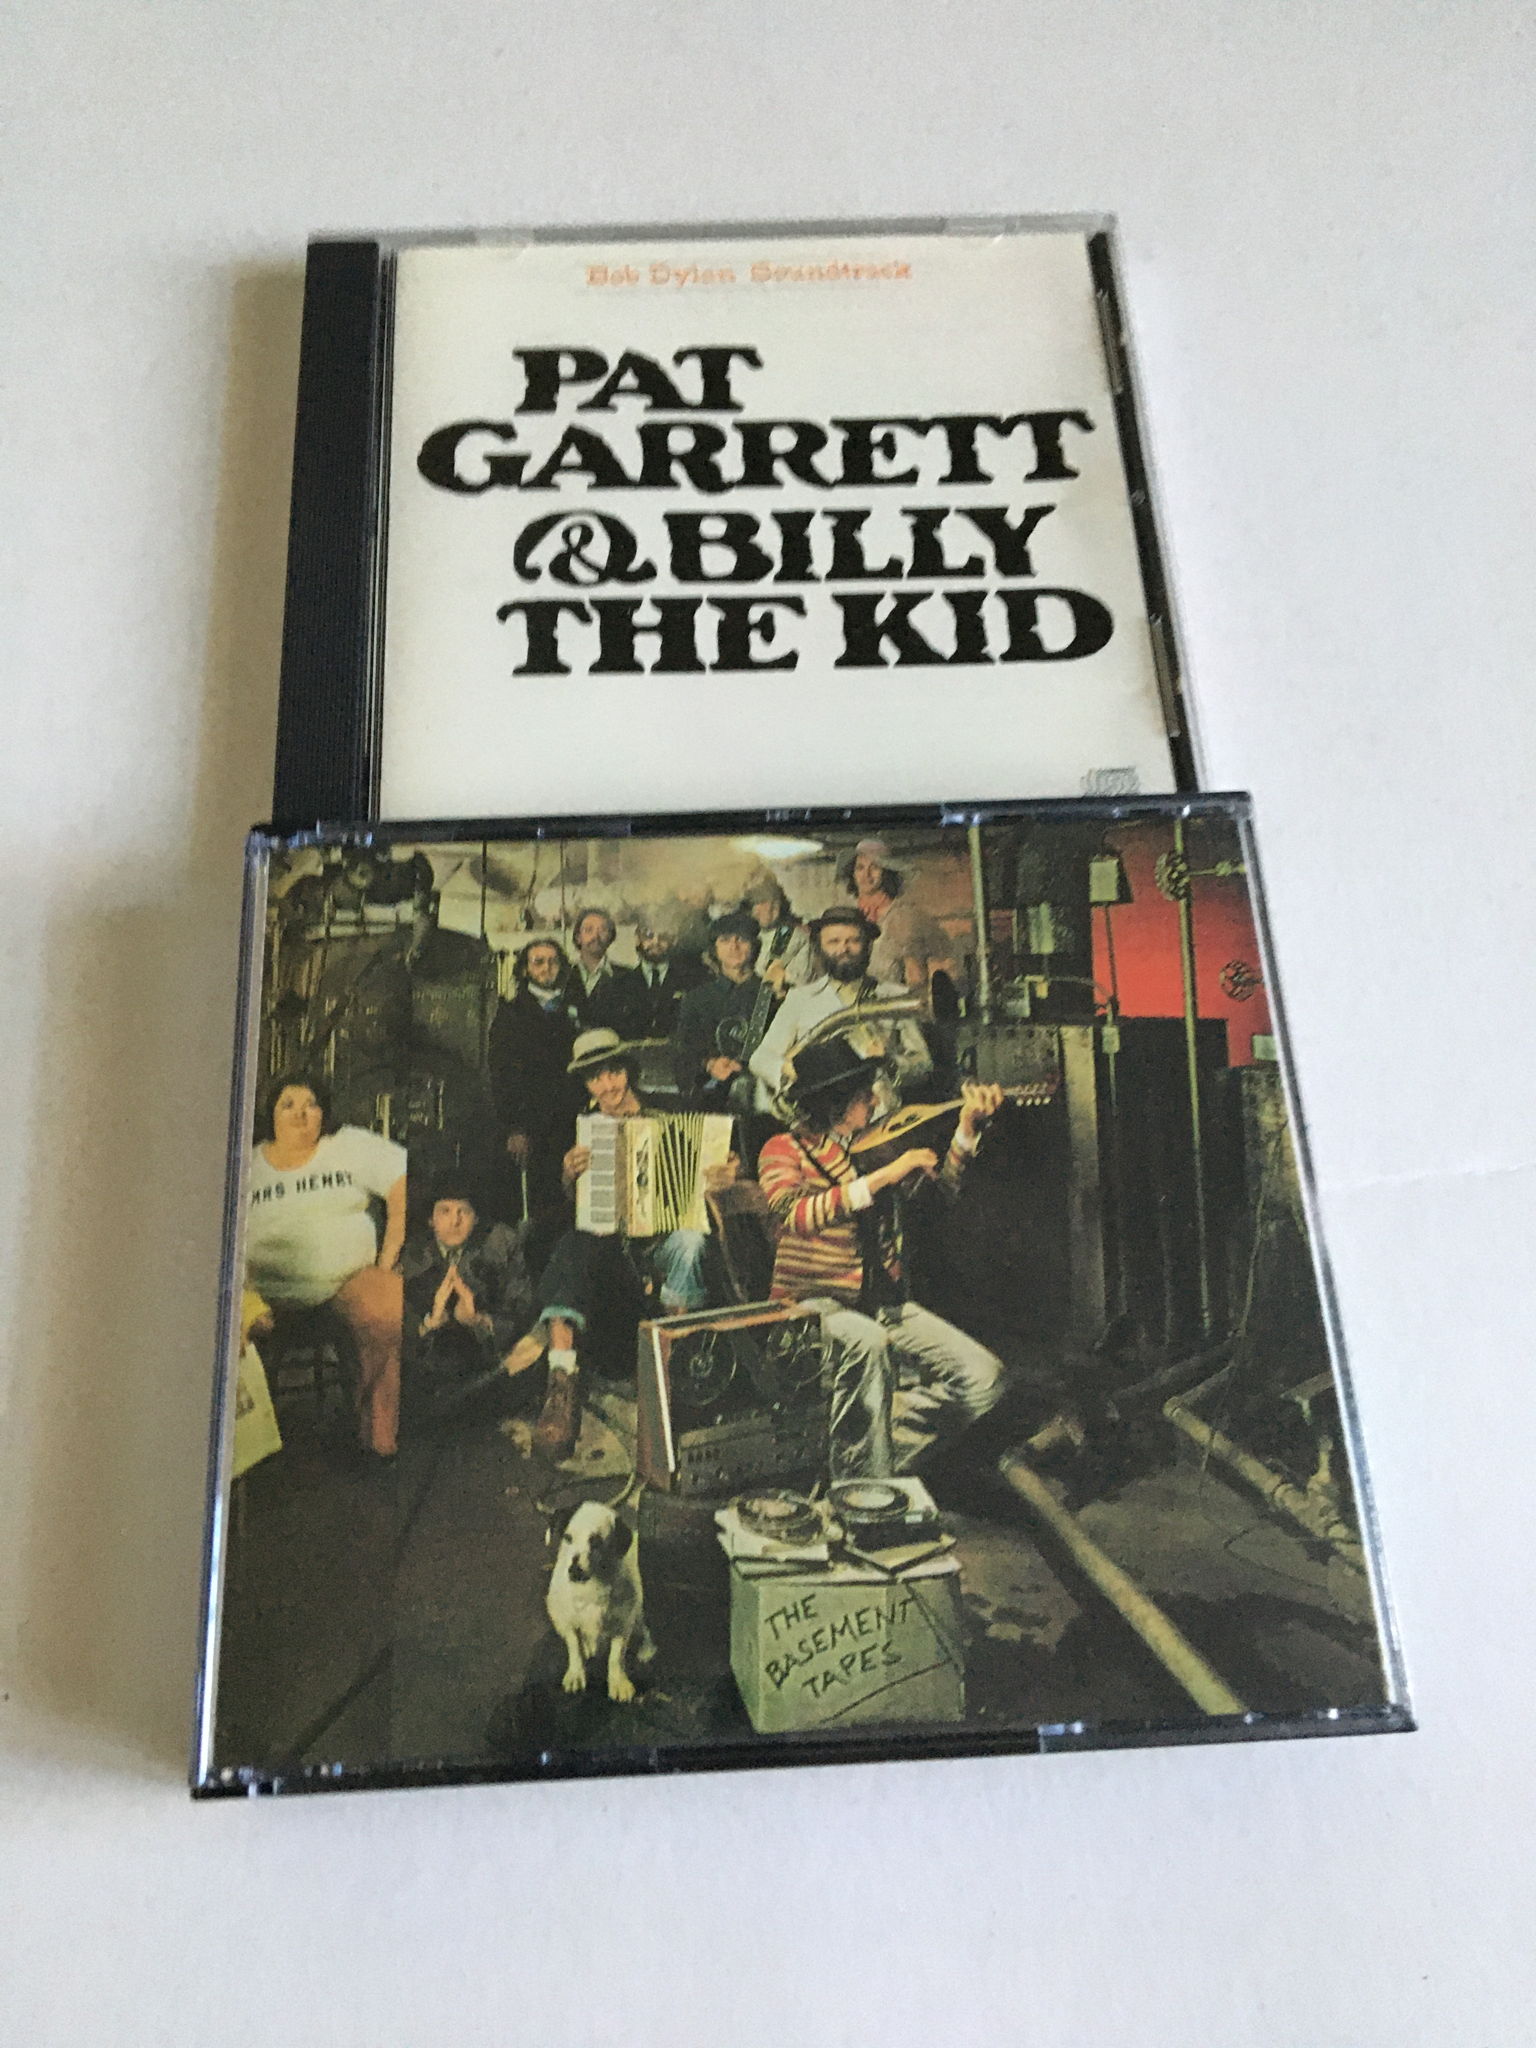 Bob Dylan Soundtrack
PAT
GARRETT
& BILLY
THE KID
MRS HENRY
THE
BASEMENT
TAPES